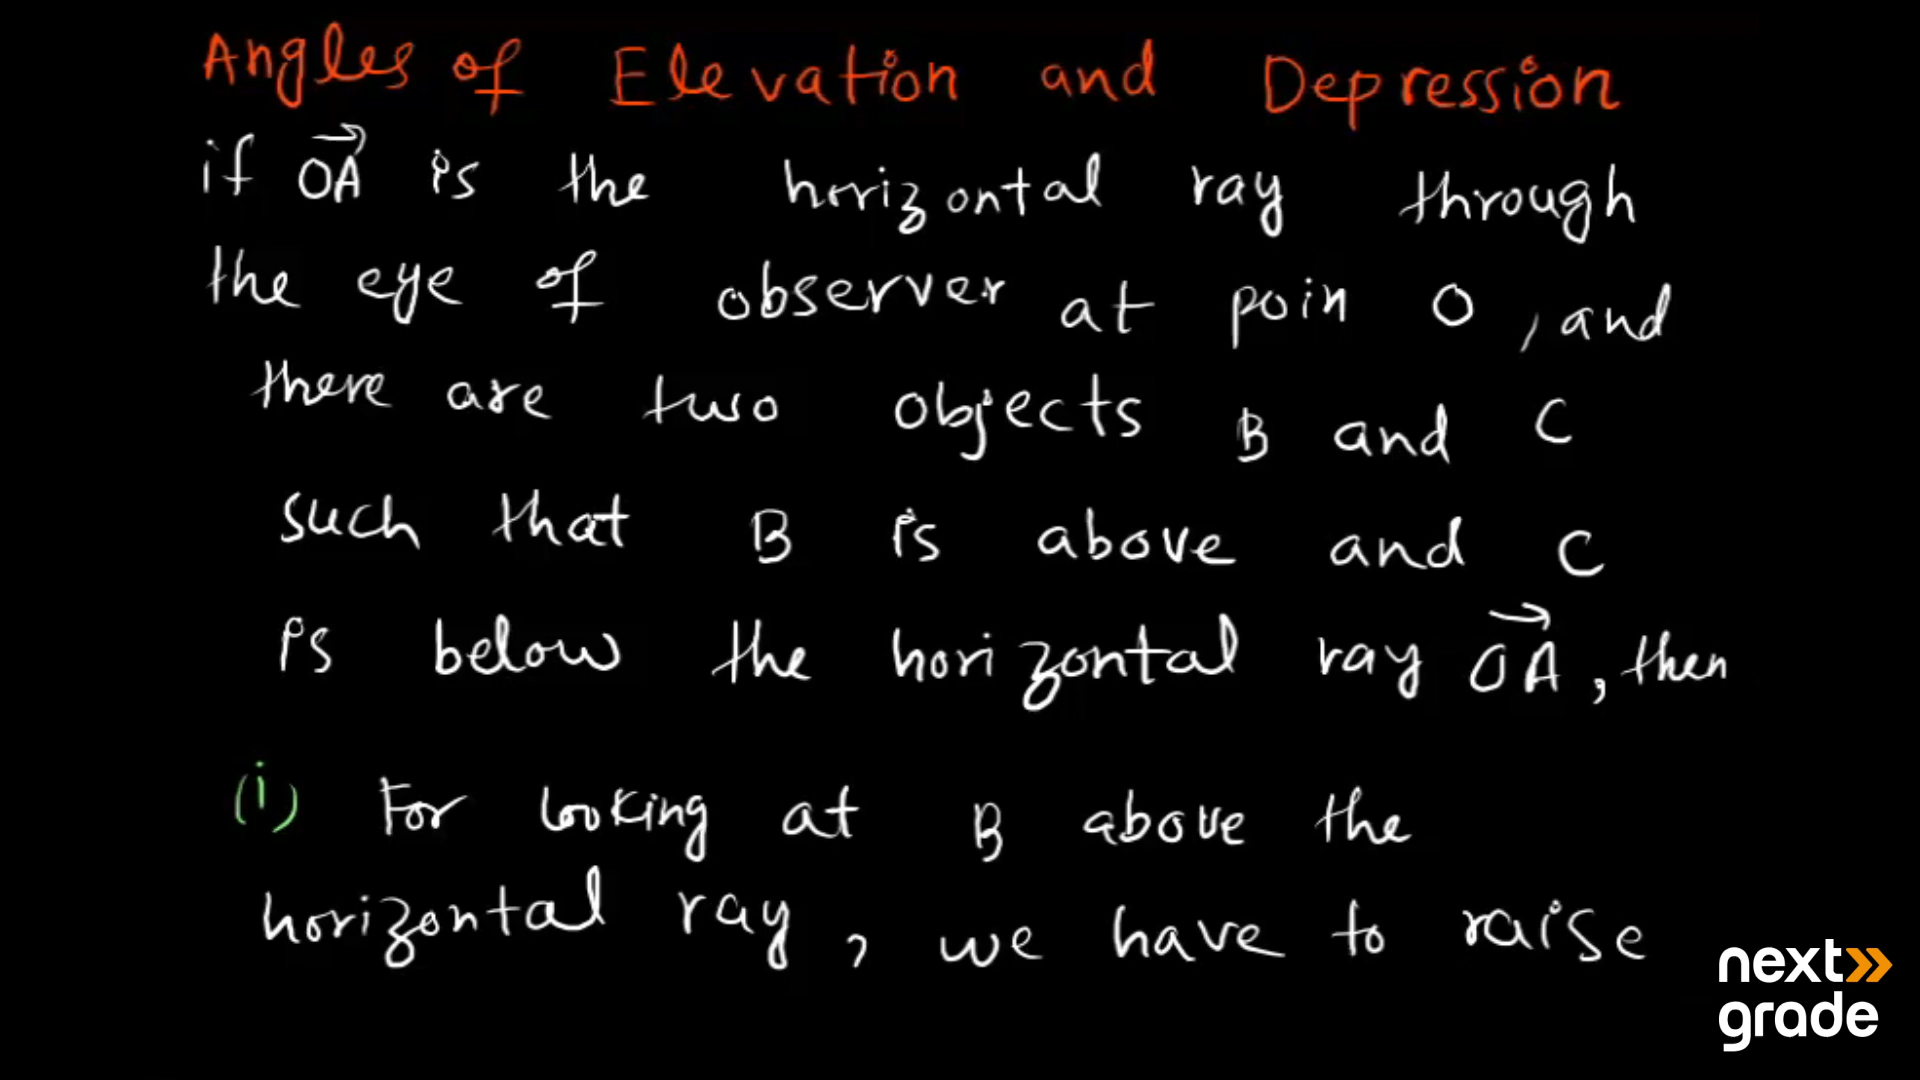 Angles of Elevation and Depression
if OA is the horizontal ray through
the eye of observer at poin O , and
there are two objects B and C
such that B is above and C
is below the horizontal ray OA, then
(i) For looking at B above the
horizontal ray, we have to raise
next
grade